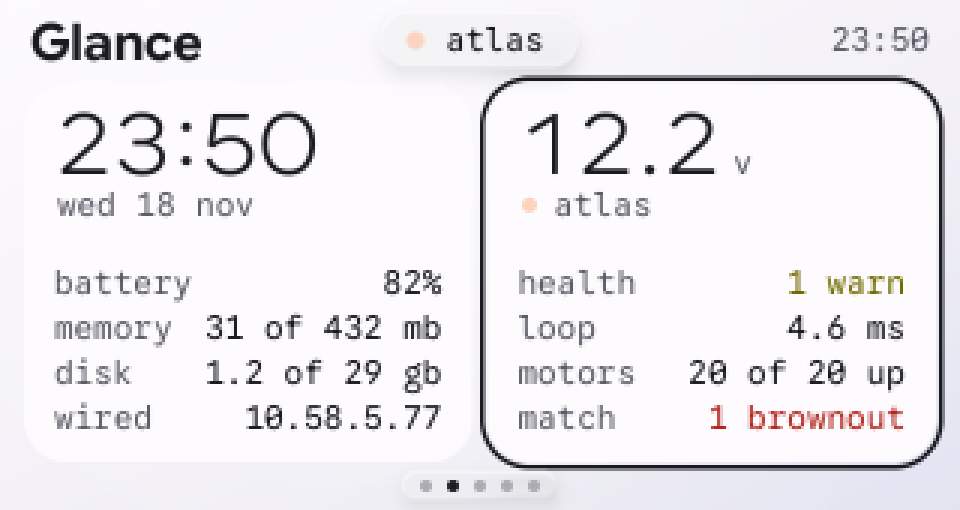 Glance
atlas
23:50
23:50
wed 18 nov
battery 82%
memory 31 of 432 mb
disk 1.2 of 29 gb
wired 10.58.5.77
12.2 v
atlas
health 1 warn
loop 4.6 ms
motors 20 of 20 up
match 1 brownout